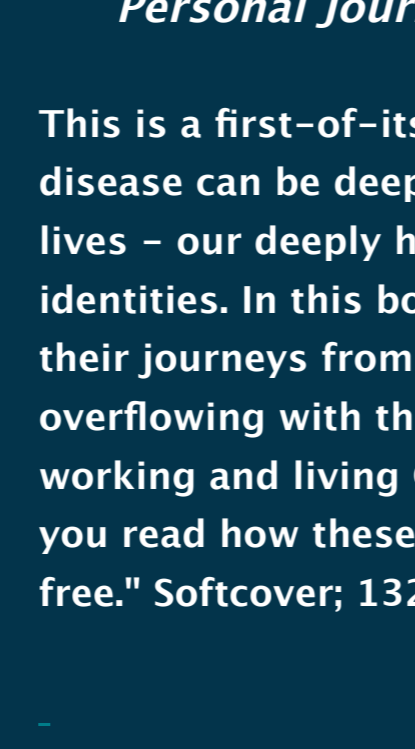 Personal Jour
This is a first-of-its
disease can be deep
lives – our deeply h
identities. In this bo
their journeys from
overflowing with th
working and living
you read how these
free." Softcover; 132
–